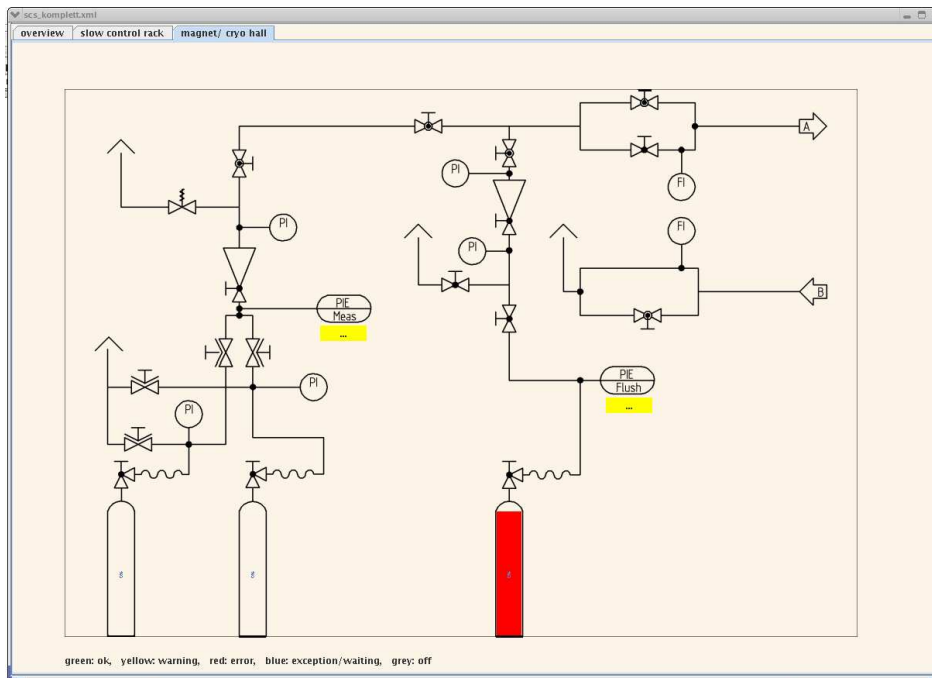 scs_komplett.xml
overview
slow control rack
magnet/ cryo hall
A
PI
FI
PI
FI
PI
B
PIE
Meas
...
PI
PIE
Flush
...
PI
green: ok, yellow: warning, red: error, blue: exception/waiting, grey: off